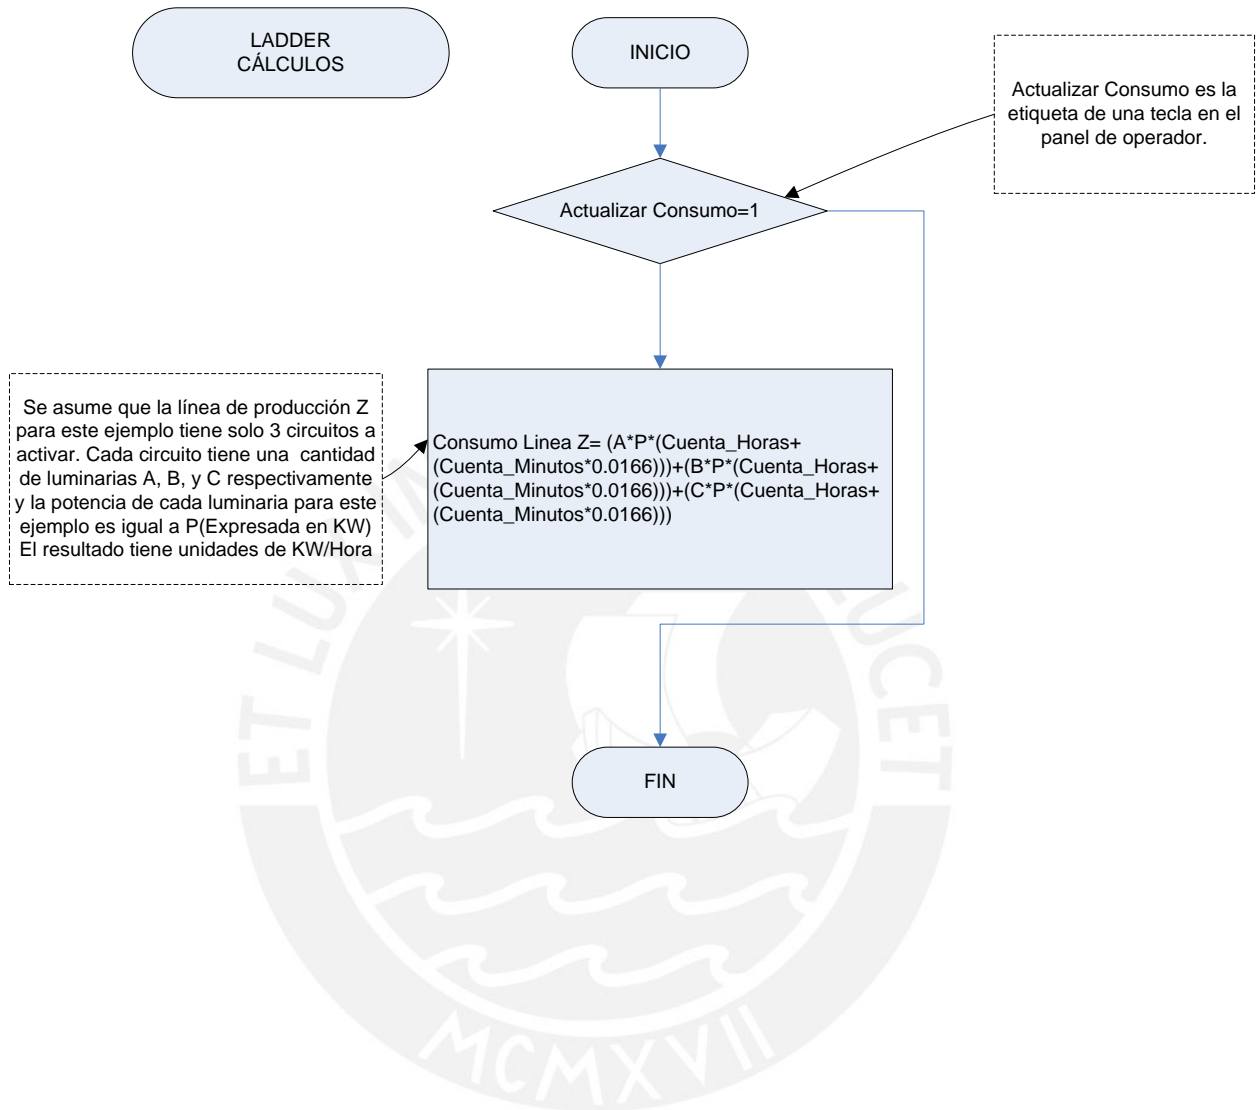 LADDER
CÁLCULOS
INICIO
Actualizar Consumo es la
etiqueta de una tecla en el
panel de operador.
Actualizar Consumo=1
Se asume que la línea de producción Z
para este ejemplo tiene solo 3 circuitos a
activar. Cada circuito tiene una  cantidad
de luminarias A, B, y C respectivamente
y la potencia de cada luminaria para este
ejemplo es igual a P(Expresada en KW)
El resultado tiene unidades de KW/Hora
Consumo Linea Z= (A*P*(Cuenta_Horas+
(Cuenta_Minutos*0.0166)))+(B*P*(Cuenta_Horas+
(Cuenta_Minutos*0.0166)))+(C*P*(Cuenta_Horas+
(Cuenta_Minutos*0.0166)))
FIN
ET LUX IN
LUCET
MCMXVII